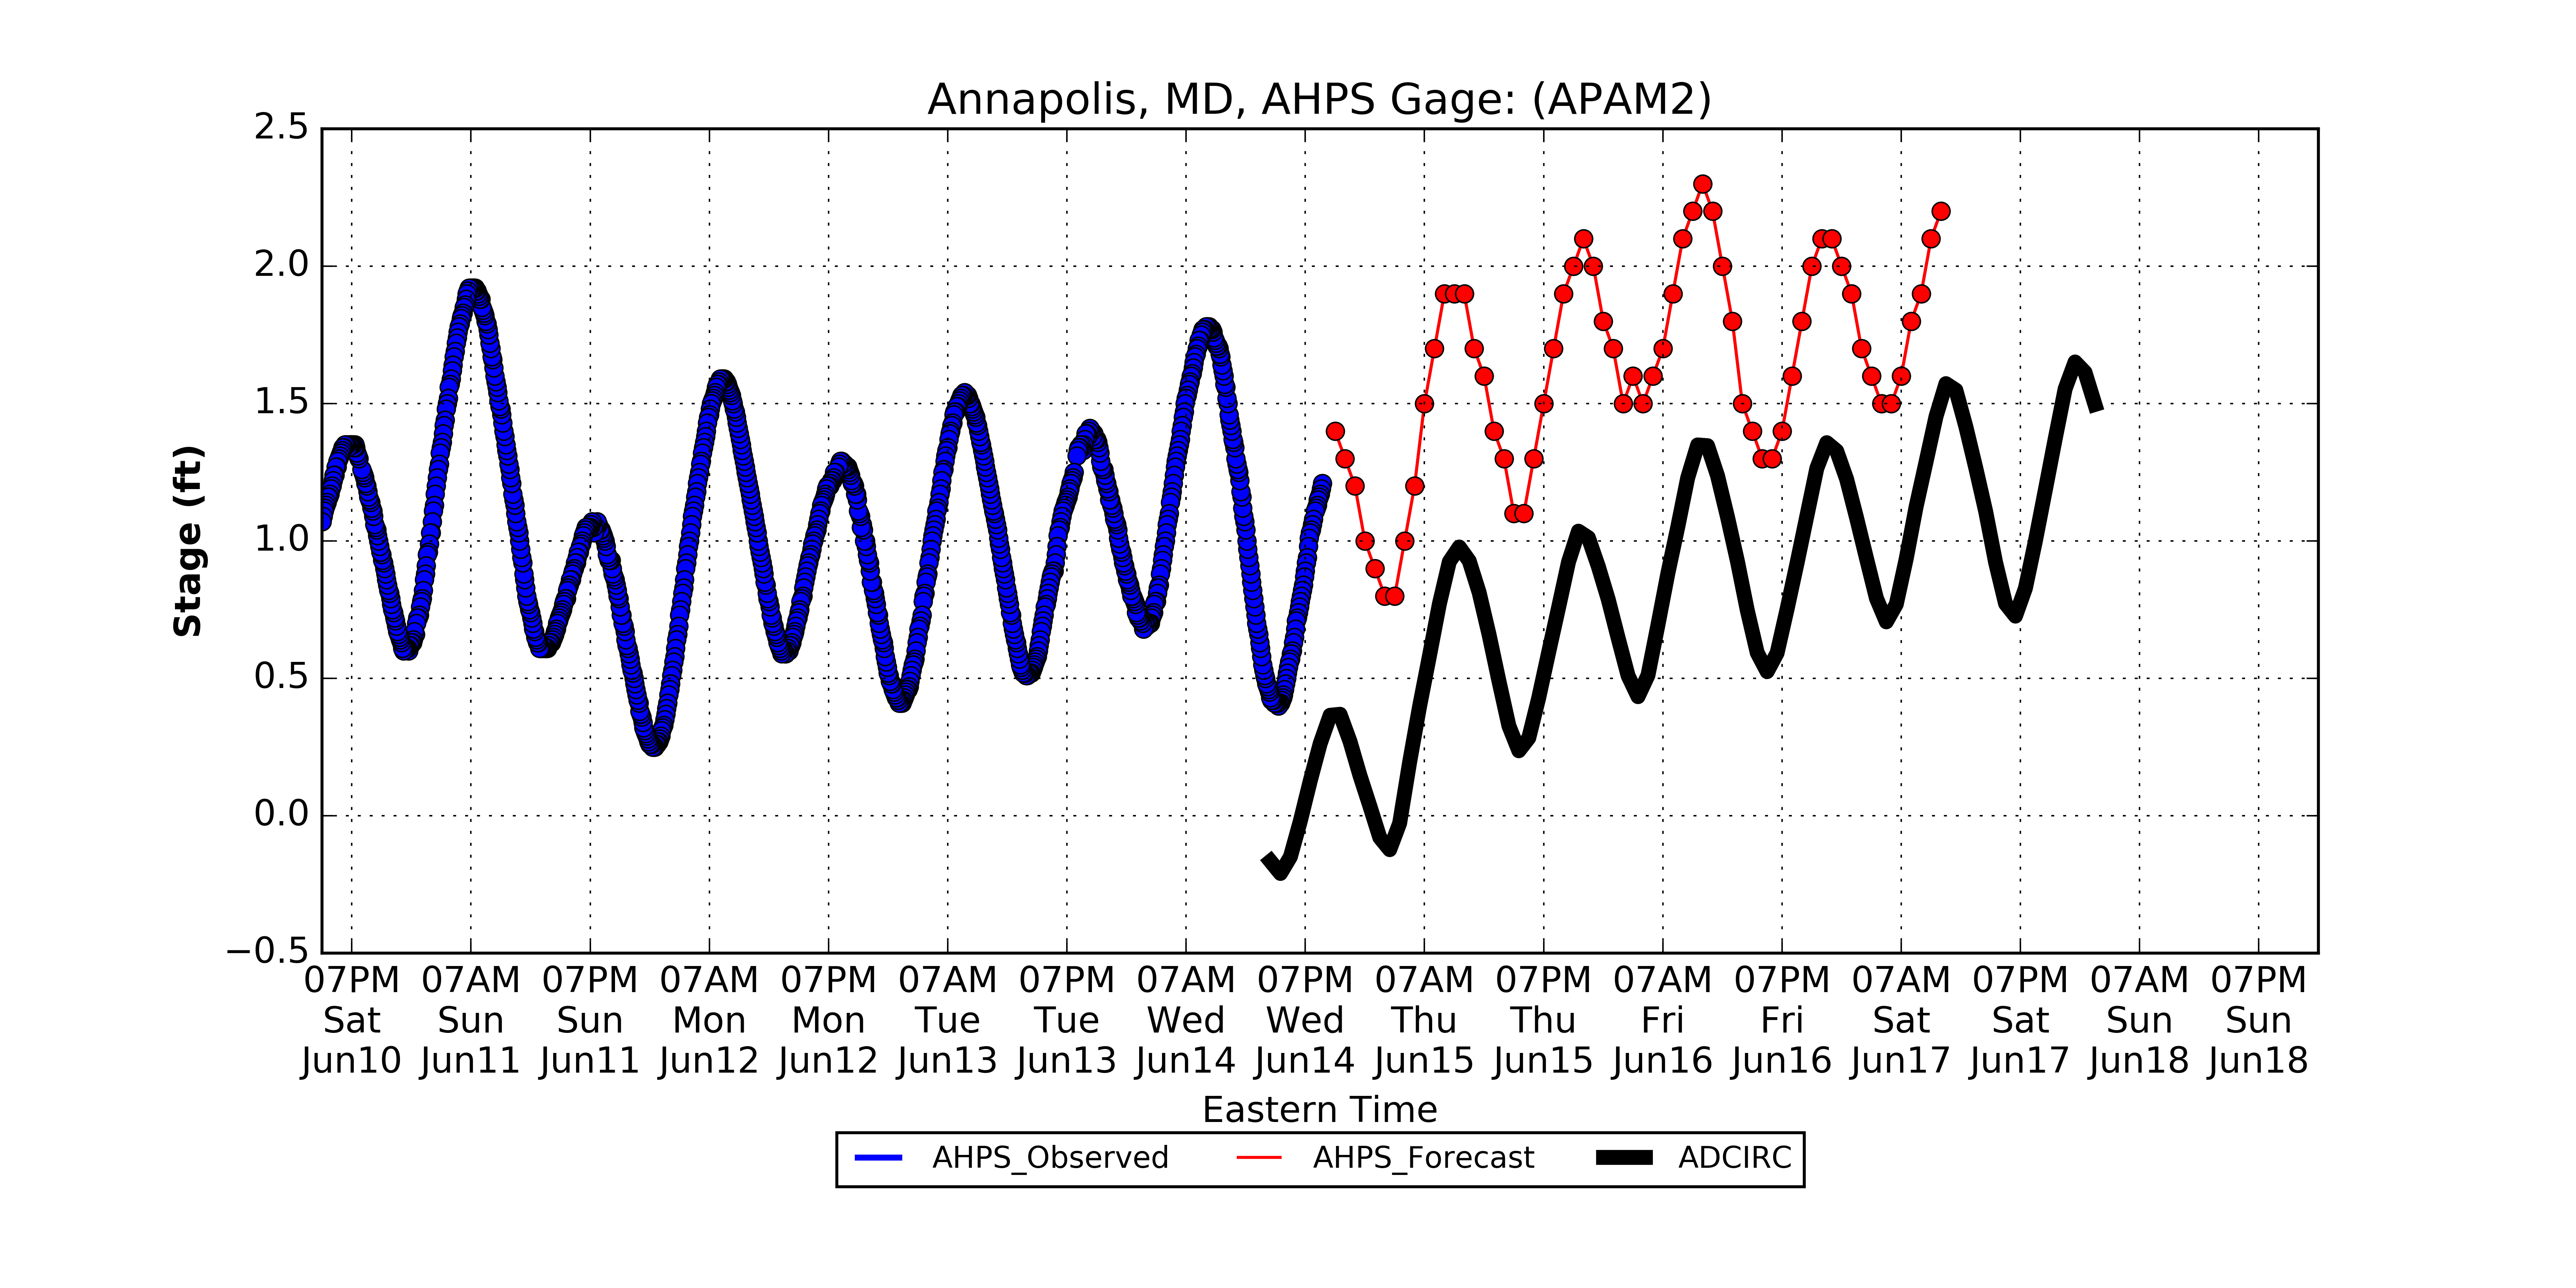 Annapolis, MD, AHPS Gage: (APAM2)
2.5
2.0
1.5
1.0
0.5
0.0
−0.5
Stage (ft)
07PM 07AM 07PM 07AM 07PM 07AM 07PM 07AM 07PM 07AM 07PM 07AM 07PM 07AM 07PM 07AM 07PM
Sat Sun Sun Mon Mon Tue Tue Wed Wed Thu Thu Fri Fri Sat Sat Sun Sun
Jun10 Jun11 Jun11 Jun12 Jun12 Jun13 Jun13 Jun14 Jun14 Jun15 Jun15 Jun16 Jun16 Jun17 Jun17 Jun18 Jun18
Eastern Time
AHPS_Observed AHPS_Forecast ADCIRC